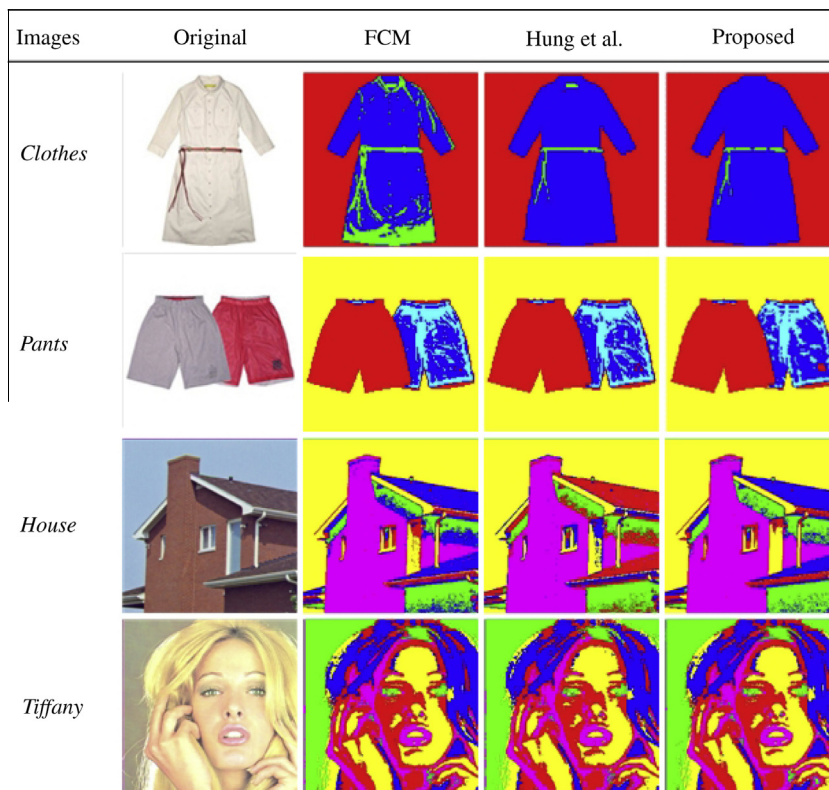 Images Original FCM Hung et al. Proposed
Clothes
Pants
House
Tiffany